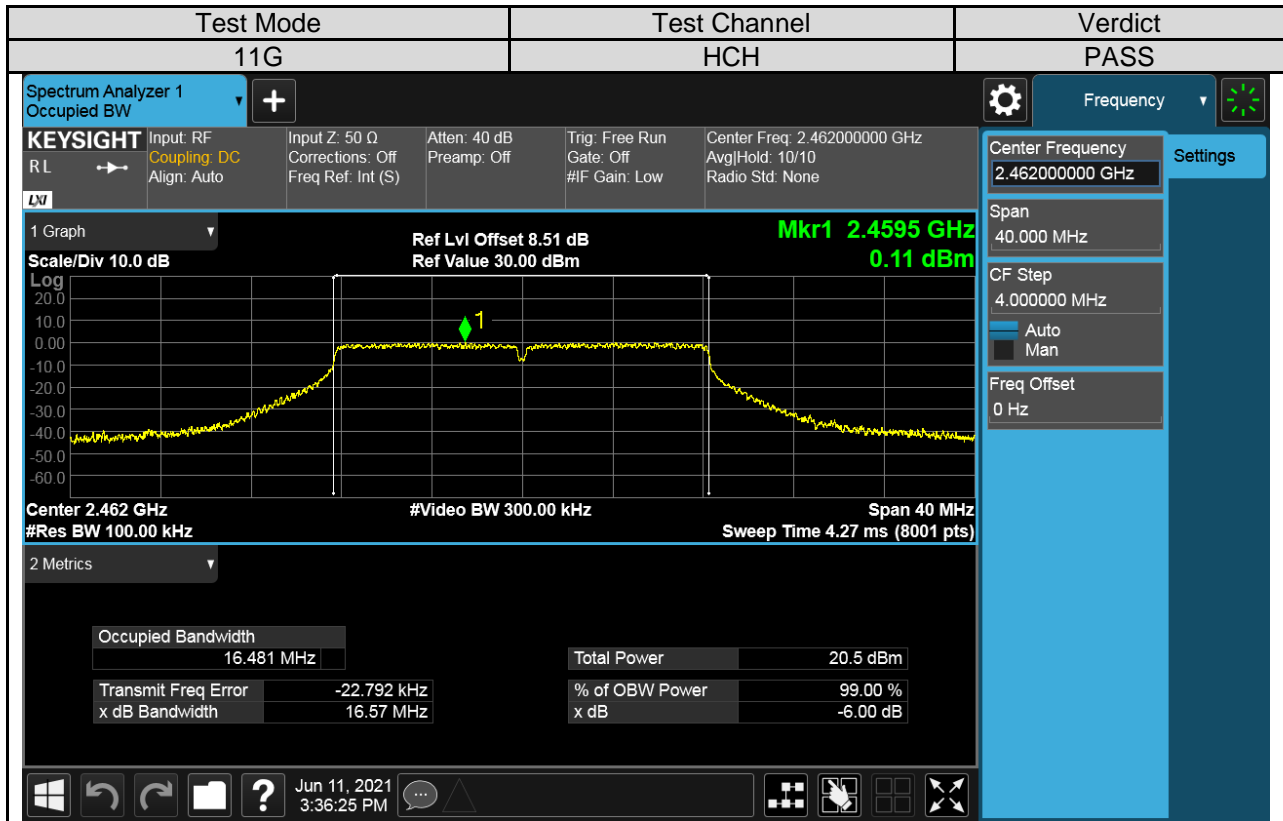 Test Mode Test Channel Verdict
11G HCH PASS
Spectrum Analyzer 1
Occupied BW
+
Frequency
KEYSIGHT Input: RF Input Z: 50 Ω Atten: 40 dB Trig: Free Run Center Freq: 2.462000000 GHz
RL Coupling: DC Corrections: Off Preamp: Off Gate: Off Avg|Hold: 10/10
Align: Auto Freq Ref: Int (S) #IF Gain: Low Radio Std: None
LXI
Center Frequency
2.462000000 GHz
Settings
Span
40.000 MHz
CF Step
4.000000 MHz
Auto
Man
Freq Offset
0 Hz
1 Graph Ref Lvl Offset 8.51 dB Mkr1 2.4595 GHz
Scale/Div 10.0 dB Ref Value 30.00 dBm 0.11 dBm
Log
20.0
10.0
1
0.00
-10.0
-20.0
-30.0
-40.0
-50.0
-60.0
Center 2.462 GHz #Video BW 300.00 kHz Span 40 MHz
#Res BW 100.00 kHz Sweep Time 4.27 ms (8001 pts)
2 Metrics
Occupied Bandwidth
16.481 MHz Total Power 20.5 dBm
Transmit Freq Error -22.792 kHz % of OBW Power 99.00 %
x dB Bandwidth 16.57 MHz x dB -6.00 dB
? Jun 11, 2021
3:36:25 PM